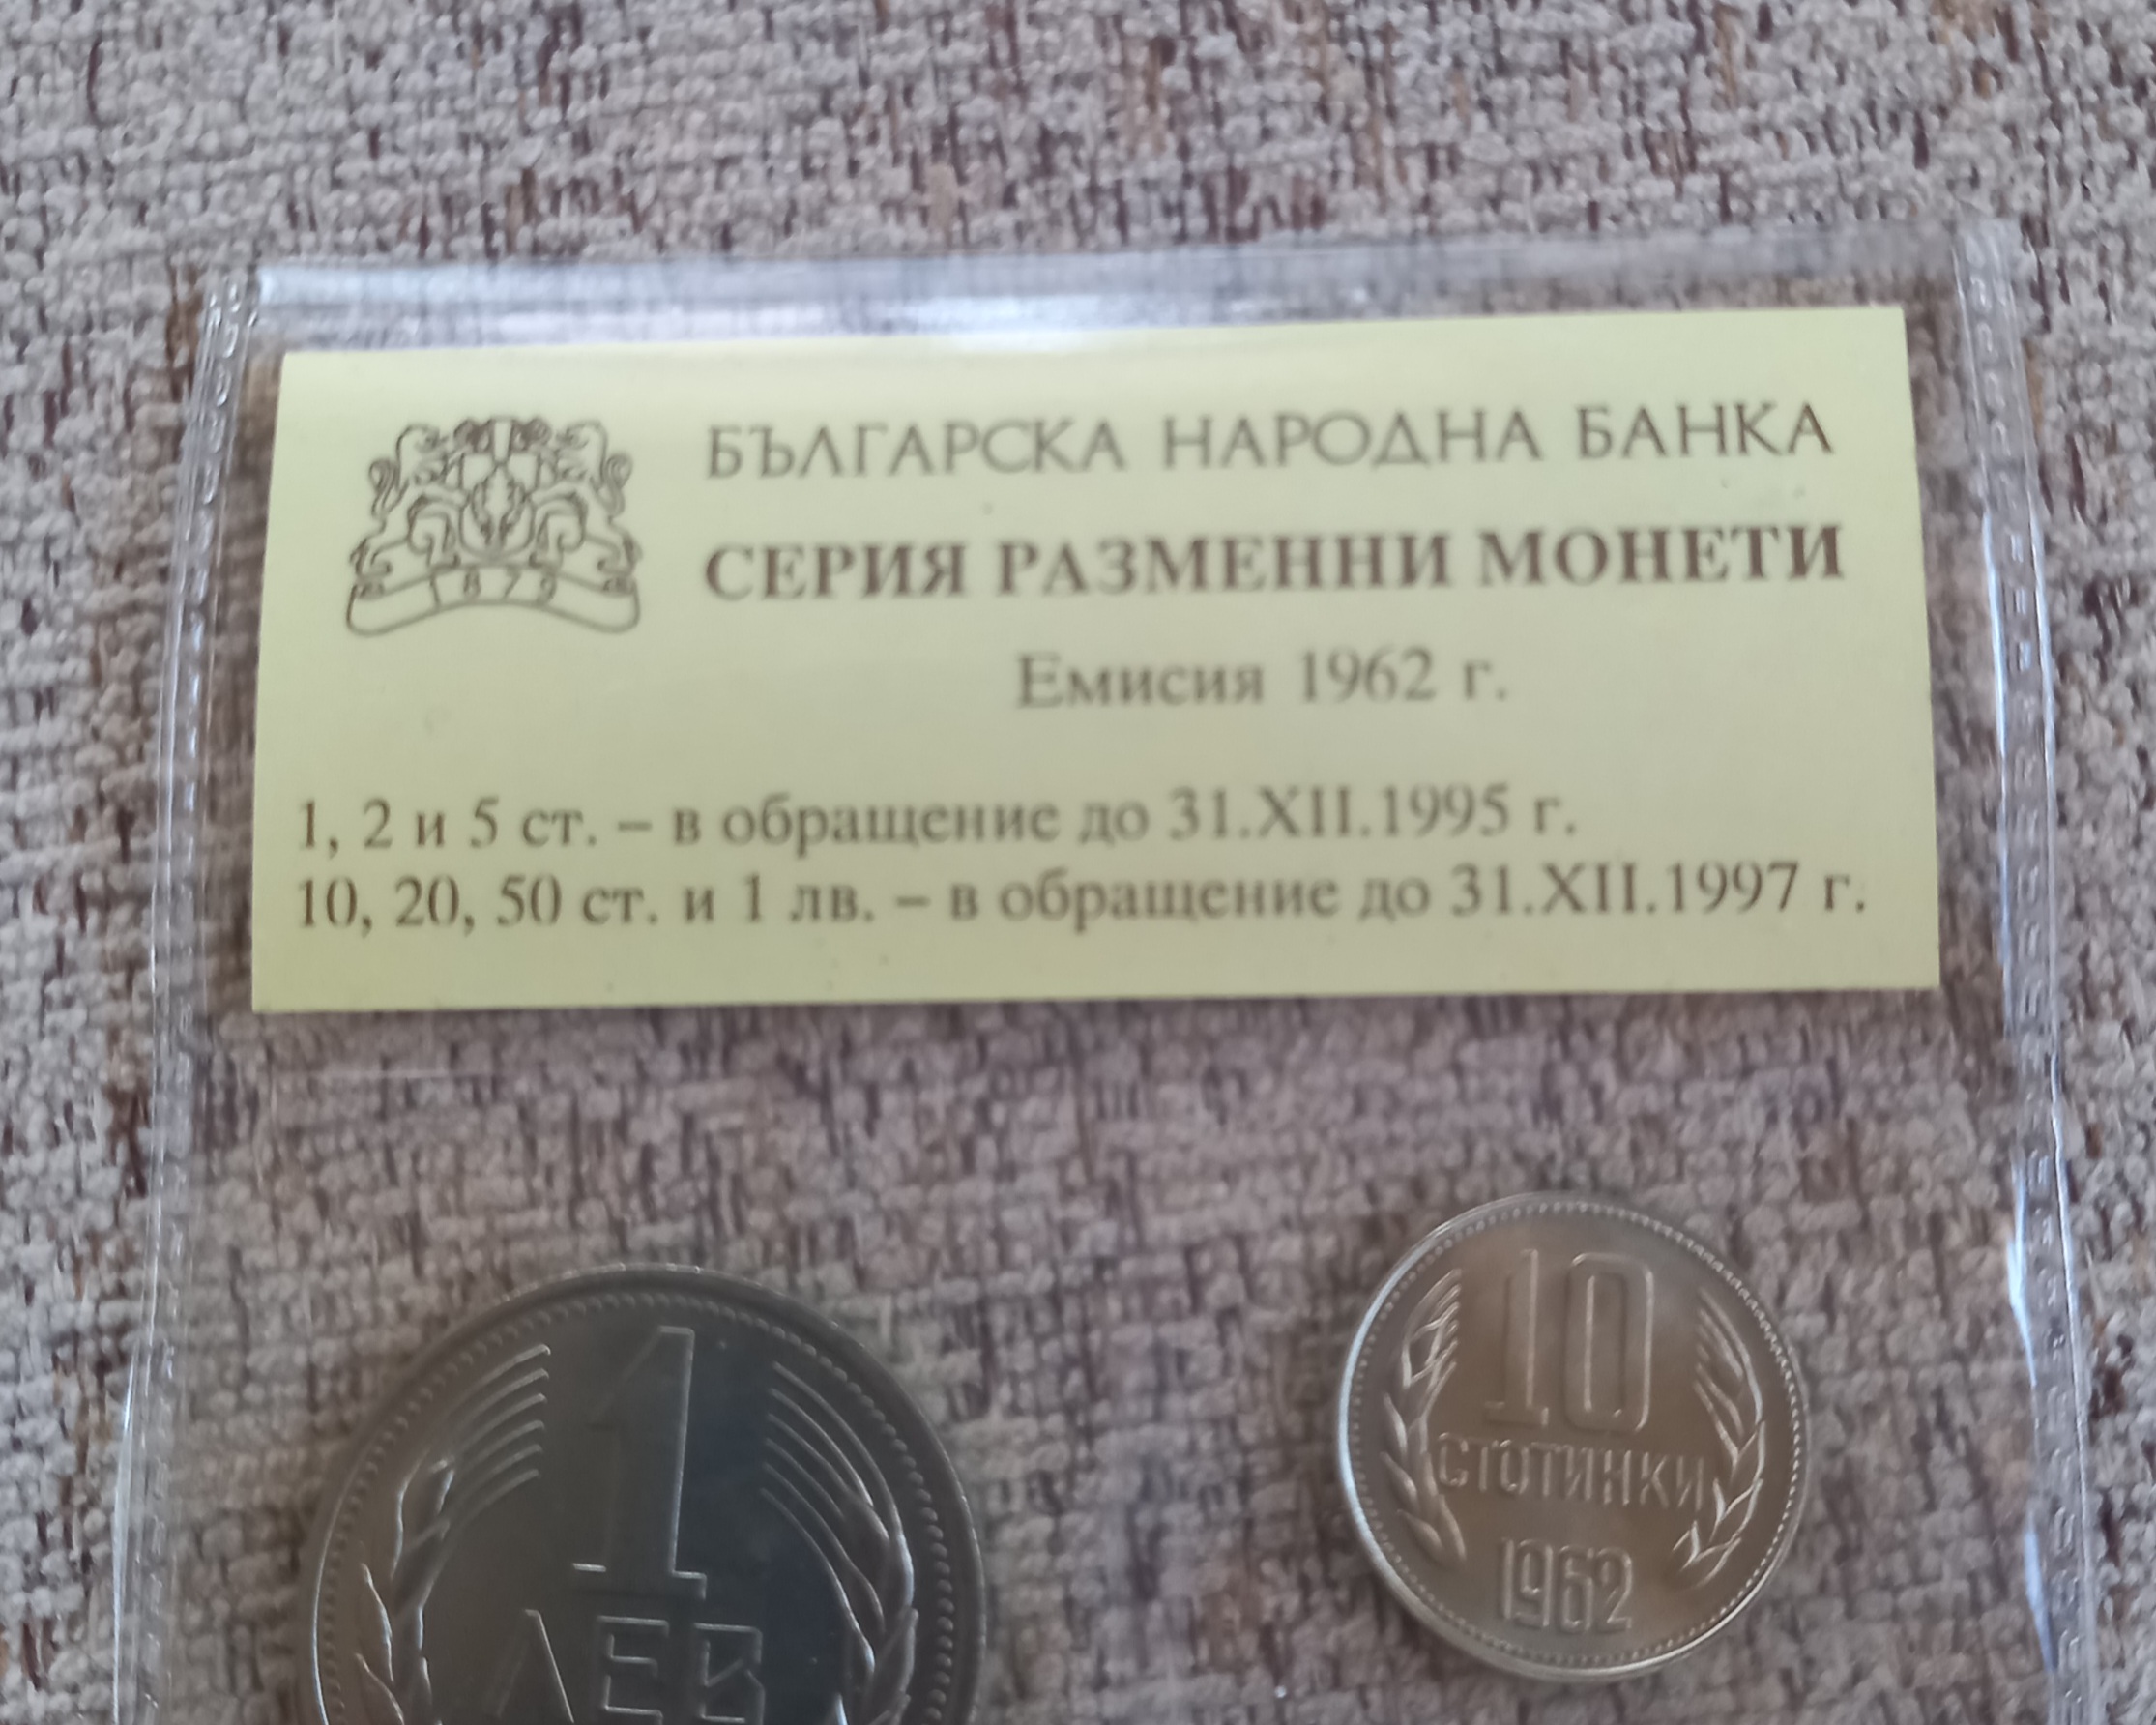 БЪЛГАРСКА НАРОДНА БАНКА
СЕРИЯ РАЗМЕННИ МОНЕТИ
Емисия 1962 г.
1879
1, 2 и 5 ст. – в обращение до 31.XII.1995 г.
10, 20, 50 ст. и 1 лв. – в обращение до 31.XII.1997 г.
1
ЛЕВ
10
СТОТИНКИ
1962